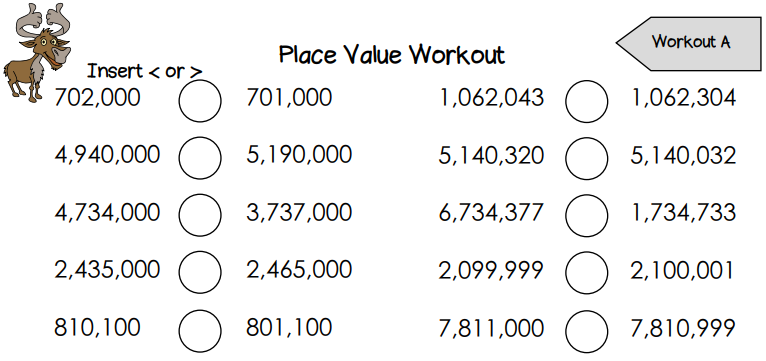 Place Value Workout
Workout A
Insert < or >
702,000 701,000 1,062,043 1,062,304
4,940,000 5,190,000 5,140,320 5,140,032
4,734,000 3,737,000 6,734,377 1,734,733
2,435,000 2,465,000 2,099,999 2,100,001
810,100 801,100 7,811,000 7,810,999